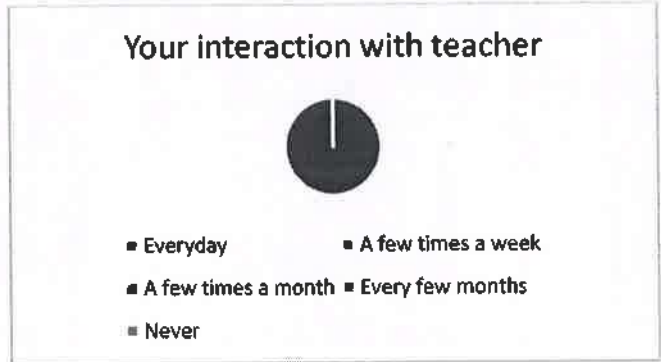 Your interaction with teacher
Everyday A few times a week
A few times a month Every few months
Never